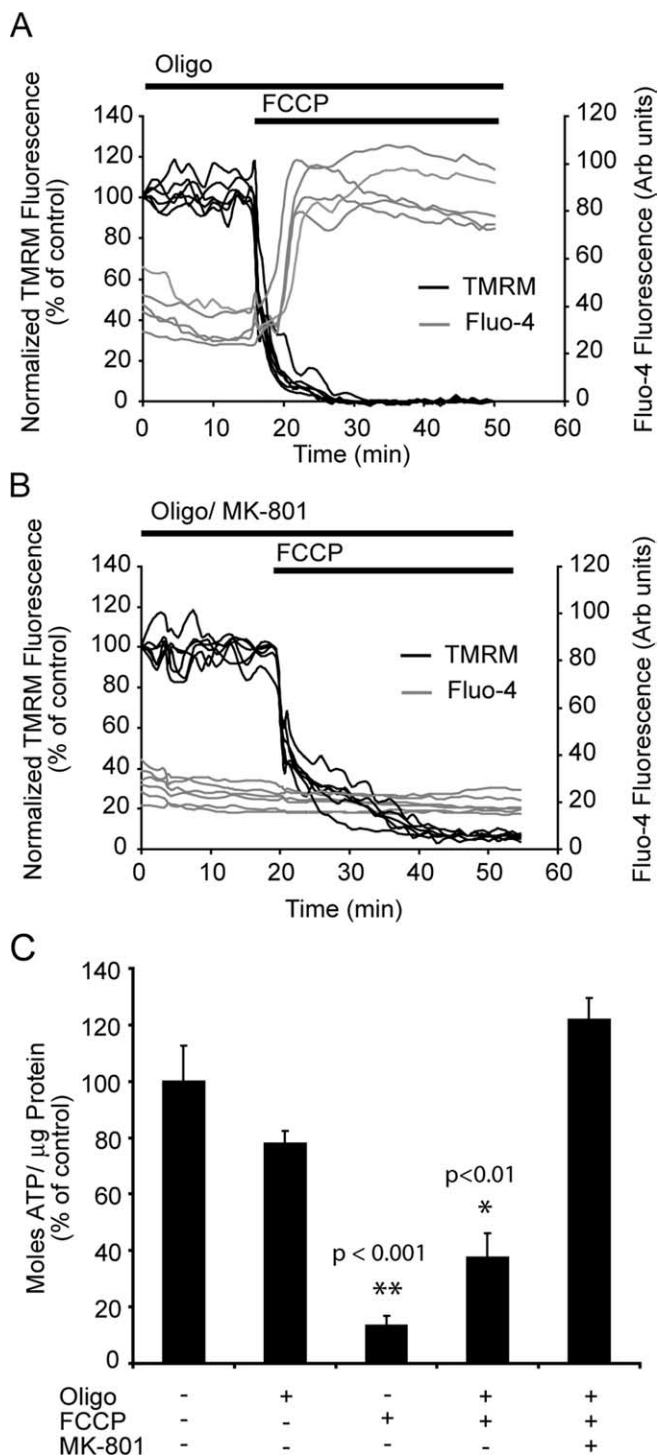 A
Oligo
FCCP
140
120
100
80
60
40
20
0
Normalized TMRM Fluorescence
(% of control)
120
100
80
60
40
20
0
Fluo-4 Fluorescence (Arb units)
TMRM
Fluo-4
0 10 20 30 40 50 60
Time (min)
B
Oligo/ MK-801
FCCP
140
120
100
80
60
40
20
0
Normalized TMRM Fluorescence
(% of control)
120
100
80
60
40
20
0
Fluo-4 Fluorescence (Arb units)
TMRM
Fluo-4
0 10 20 30 40 50 60
Time (min)
C
140
120
100
80
60
40
20
0
Moles ATP/ µg Protein
(% of control)
p < 0.001
**
p<0.01
*
Oligo - + - + +
FCCP - - + + +
MK-801 - - - - +